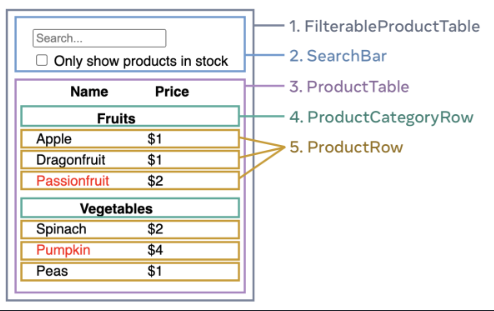 Search...
Only show products in stock
Name Price
Fruits
Apple $1
Dragonfruit $1
Passionfruit $2
Vegetables
Spinach $2
Pumpkin $4
Peas $1
1. FilterableProductTable
2. SearchBar
3. ProductTable
4. ProductCategoryRow
5. ProductRow